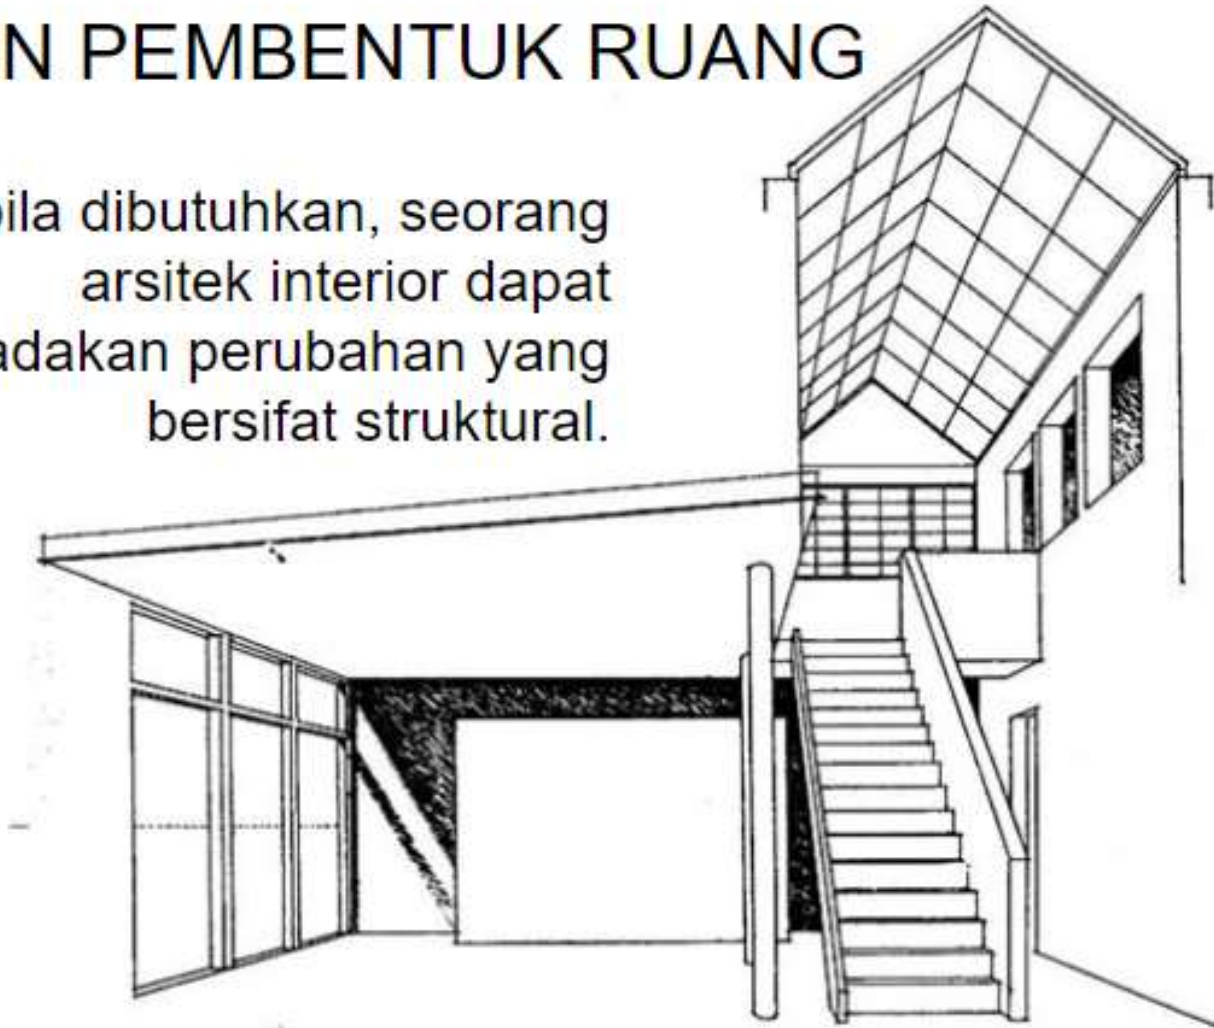 N PEMBENTUK RUANG
bila dibutuhkan, seorang
arsitek interior dapat
adakan perubahan yang
bersifat struktural.